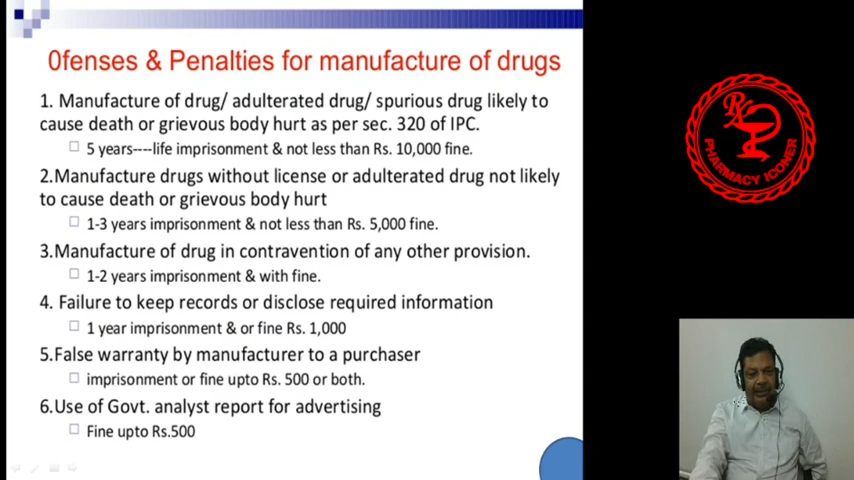 0fenses & Penalties for manufacture of drugs
1. Manufacture of drug/ adulterated drug/ spurious drug likely to
cause death or grievous body hurt as per sec. 320 of IPC.
5 years----life imprisonment & not less than Rs. 10,000 fine.
2.Manufacture drugs without license or adulterated drug not likely
to cause death or grievous body hurt
1-3 years imprisonment & not less than Rs. 5,000 fine.
3.Manufacture of drug in contravention of any other provision.
1-2 years imprisonment & with fine.
4. Failure to keep records or disclose required information
1 year imprisonment & or fine Rs. 1,000
5.False warranty by manufacturer to a purchaser
imprisonment or fine upto Rs. 500 or both.
6.Use of Govt. analyst report for advertising
Fine upto Rs.500
Rx
PHARMACY ICONER